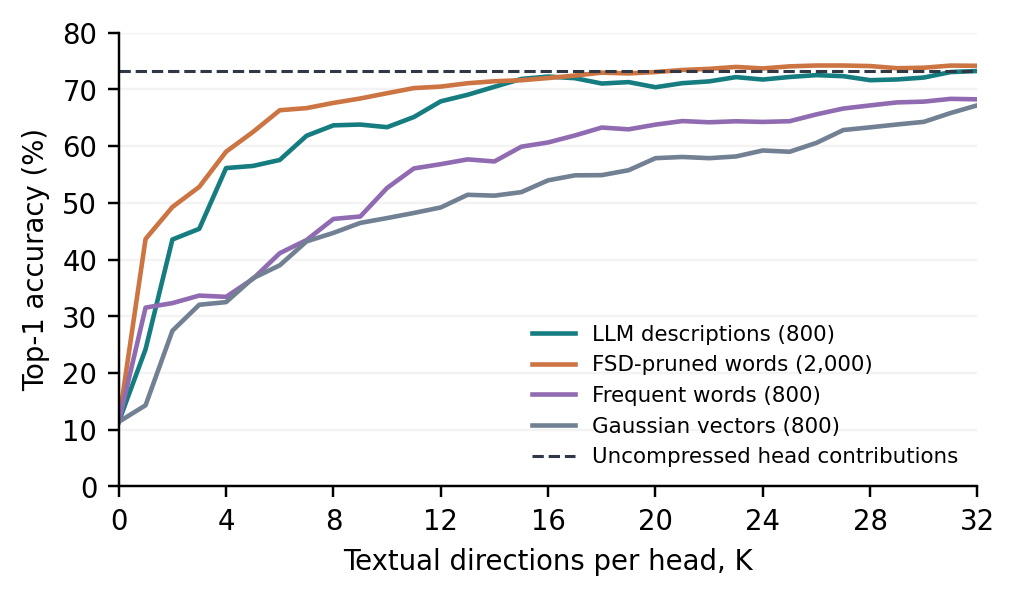 80
70
60
50
40
30
20
10
0
Top-1 accuracy (%)
LLM descriptions (800)
FSD-pruned words (2,000)
Frequent words (800)
Gaussian vectors (800)
Uncompressed head contributions
0 4 8 12 16 20 24 28 32
Textual directions per head, K